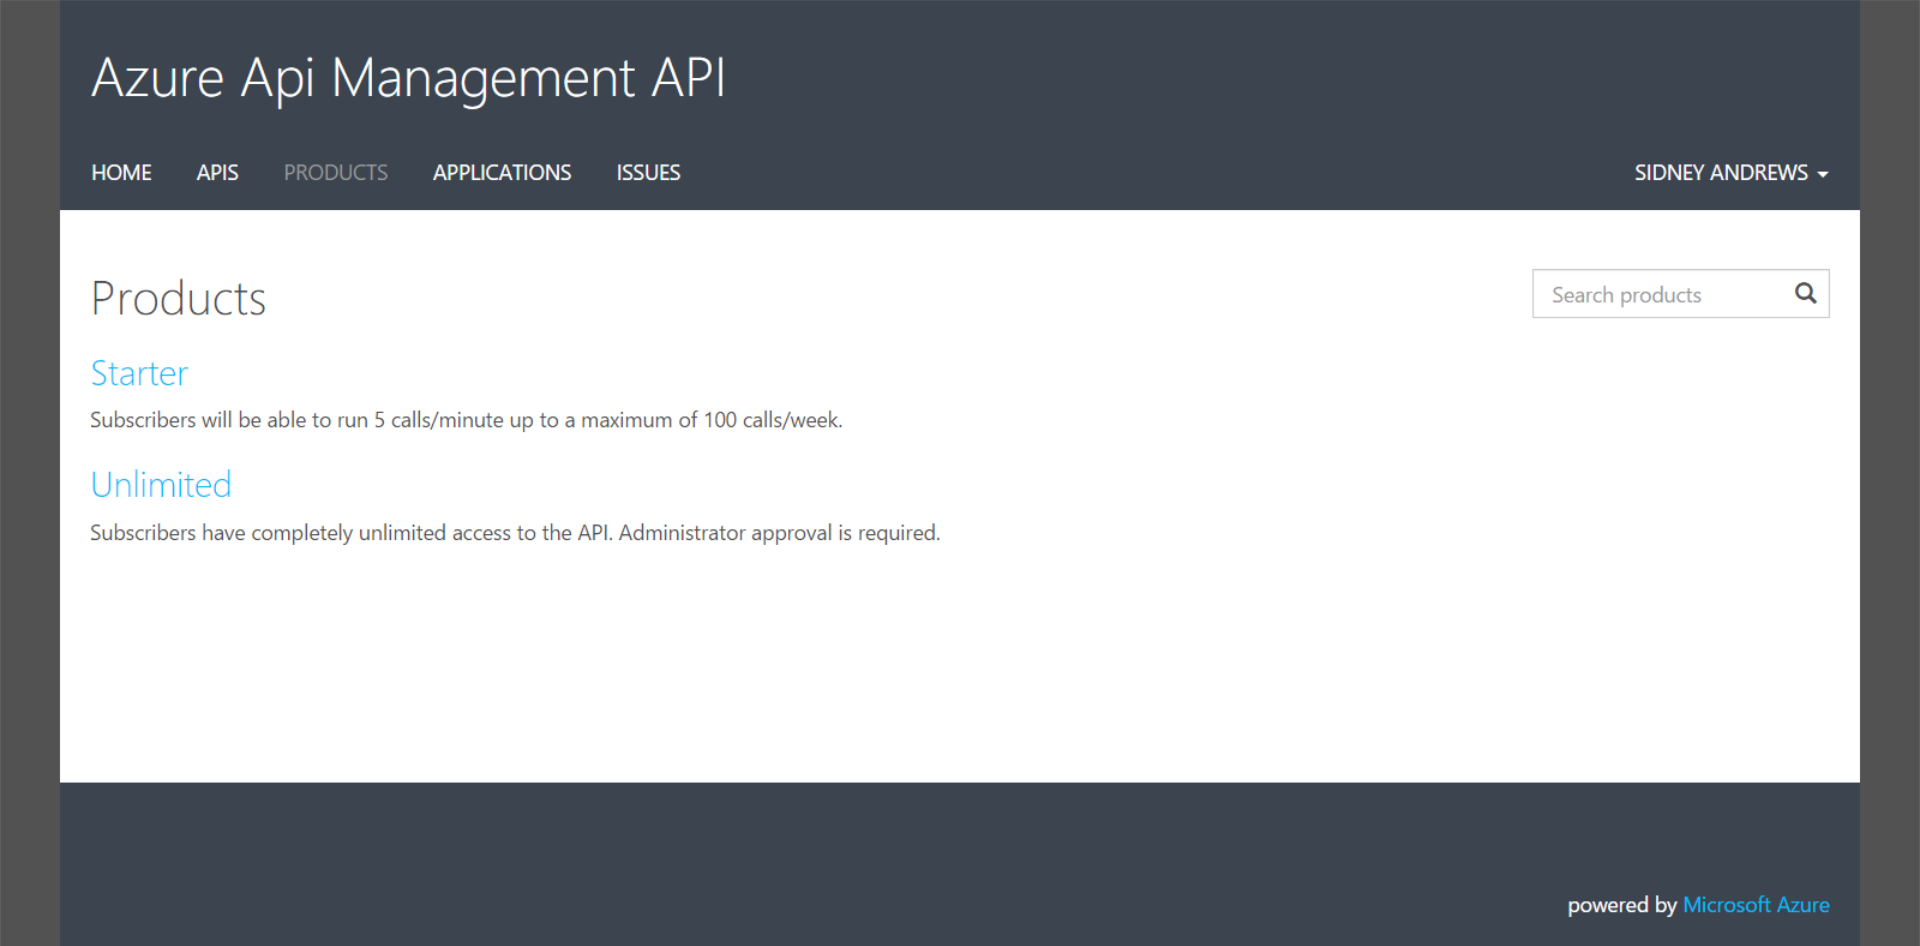 Azure Api Management API
HOME APIS PRODUCTS APPLICATIONS ISSUES SIDNEY ANDREWS
Products
Search products
Starter
Subscribers will be able to run 5 calls/minute up to a maximum of 100 calls/week.
Unlimited
Subscribers have completely unlimited access to the API. Administrator approval is required.
powered by Microsoft Azure